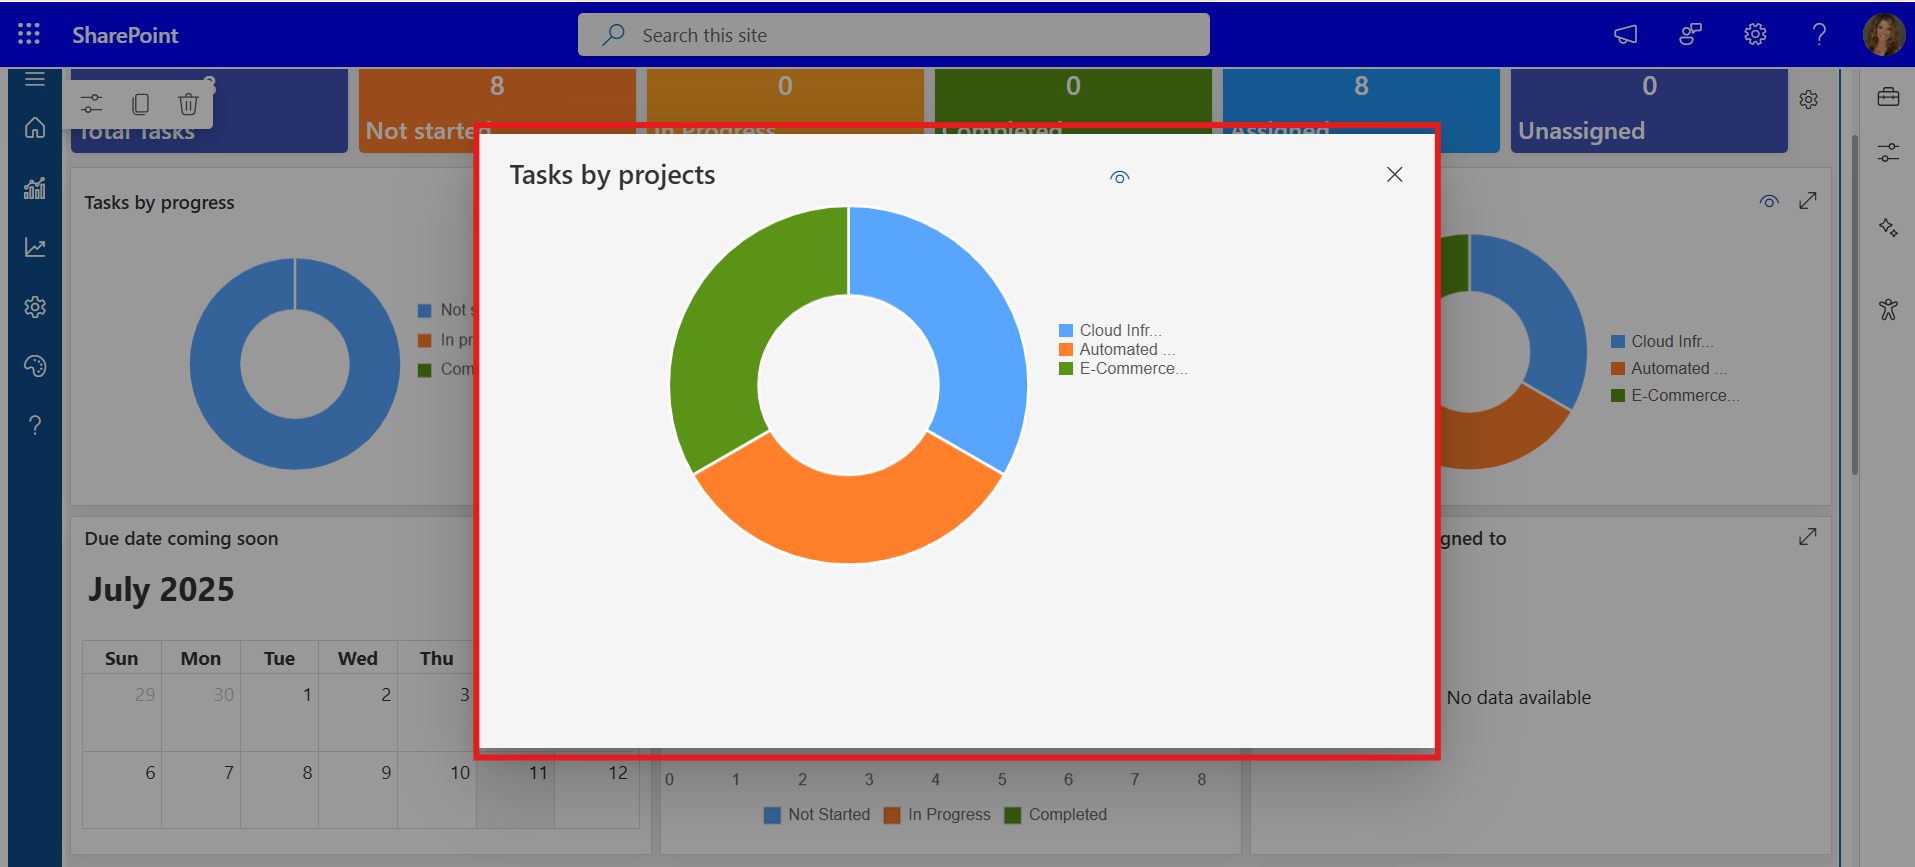 SharePoint
Search this site
8
8
0
0
8
0
Total Tasks
Not started
In Progress
Completed
Assigned
Unassigned
Tasks by progress
Not s
In pr
Com
Tasks by projects
Cloud Infr...
Automated ...
E-Commerce...
Cloud Infr...
Automated ...
E-Commerce...
Due date coming soon
July 2025
Sun Mon Tue Wed Thu
29 30 1 2 3
6 7 8 9 10 11 12
0 1 2 3 4 5 6 7 8
Not Started In Progress Completed
gned to
No data available